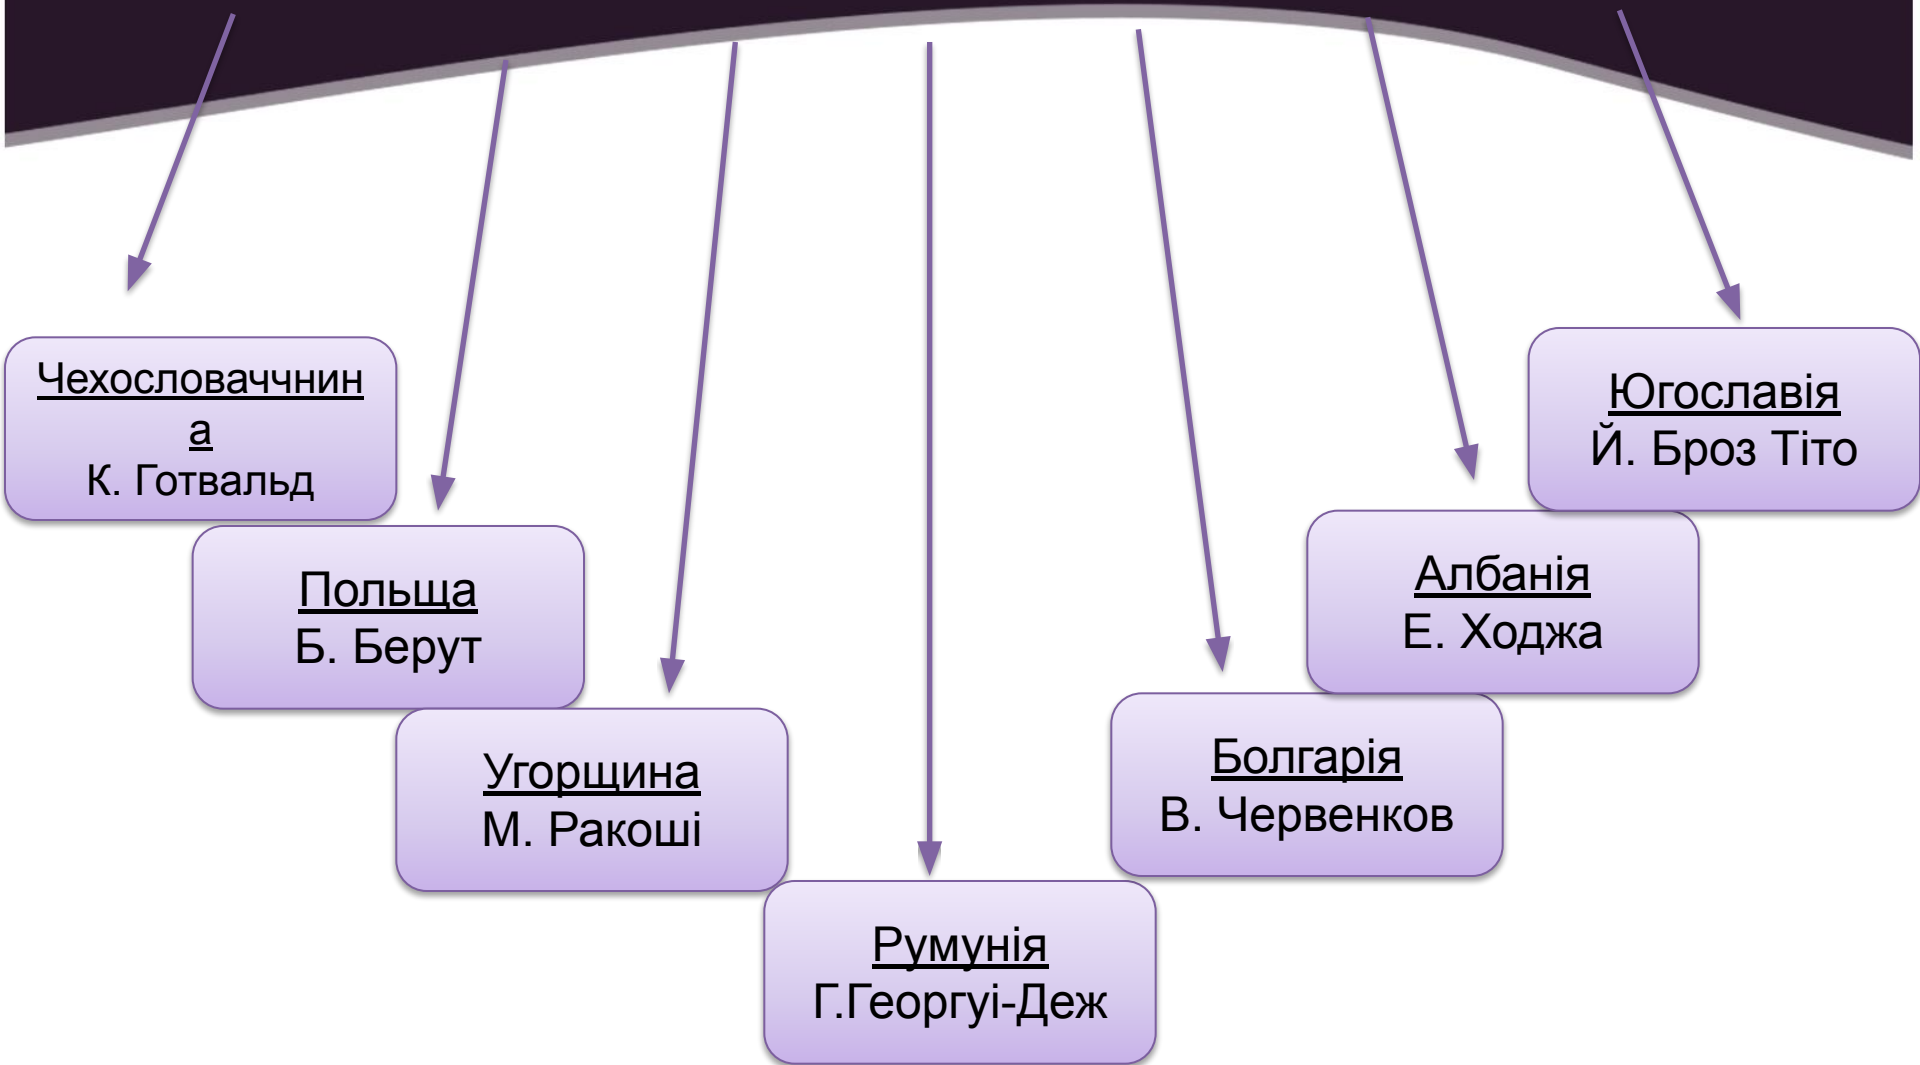 Чехословаччнин
а
К. Готвальд
Польща
Б. Берут
Угорщина
М. Ракоші
Румунія
Г.Георгуі-Деж
Болгарія
В. Червенков
Албанія
Е. Ходжа
Югославія
Й. Броз Тіто